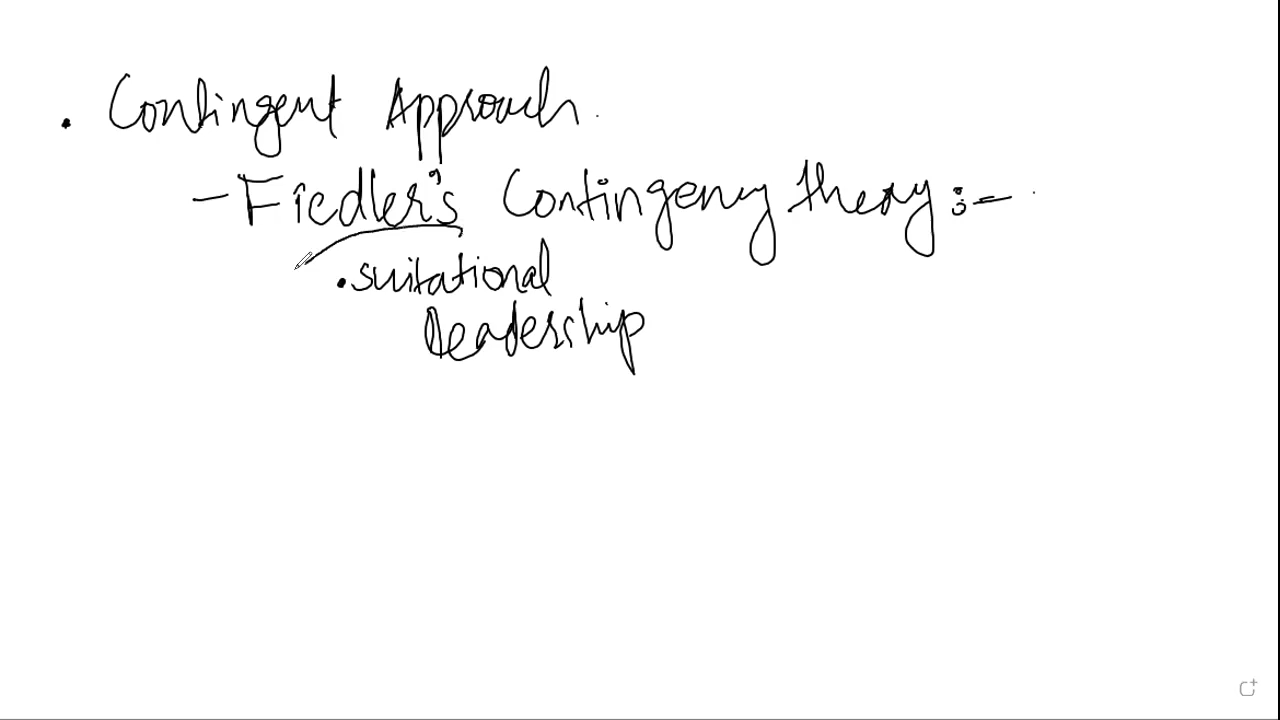 . Contingent Approach.
- Fiedler's Contingency theory :-
. suitational
leadership